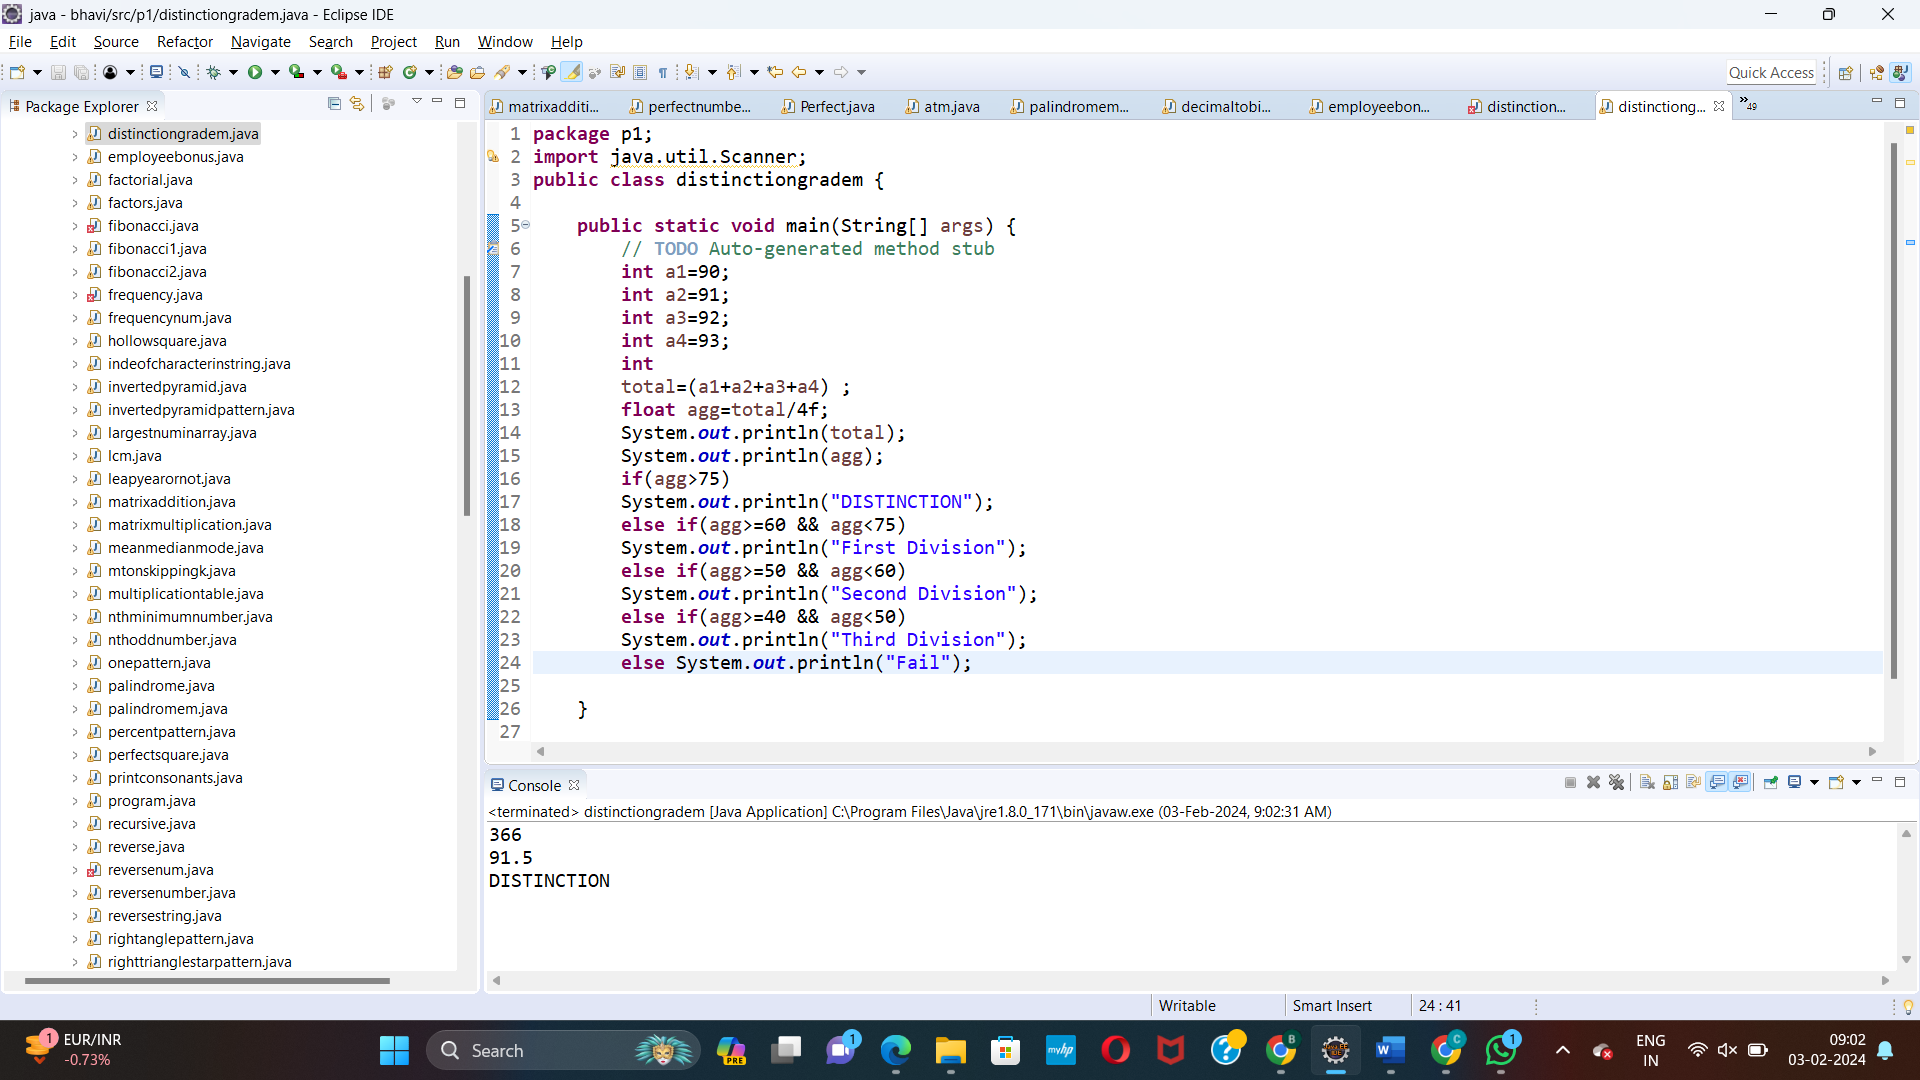 java - bhavi/src/p1/distinctiongradem.java - Eclipse IDE
File Edit Source Refactor Navigate Search Project Run Window Help
Quick Access
Package Explorer
distinctiongradem.java
employeebonus.java
factorial.java
factors.java
fibonacci.java
fibonacci1.java
fibonacci2.java
frequency.java
frequencynum.java
hollowsquare.java
indeofcharacterinstring.java
invertedpyramid.java
invertedpyramidpattern.java
largestnuminarray.java
lcm.java
leapyearornot.java
matrixaddition.java
matrixmultiplication.java
meanmedianmode.java
mtonskippingk.java
multiplicationtable.java
nthminimumnumber.java
nthoddnumber.java
onepattern.java
palindrome.java
palindromem.java
percentpattern.java
perfectsquare.java
printconsonants.java
program.java
recursive.java
reverse.java
reversenum.java
reversenumber.java
reversestring.java
rightanglepattern.java
righttrianglestarpattern.java
matrixadditi... perfectnumbe... Perfect.java atm.java palindromem... decimaltobi... employeebon... distinction... distinctiong... »49
1 package p1;
2 import java.util.Scanner;
3 public class distinctiongradem {
4
5 public static void main(String[] args) {
6 // TODO Auto-generated method stub
7 int a1=90;
8 int a2=91;
9 int a3=92;
10 int a4=93;
11 int
12 total=(a1+a2+a3+a4) ;
13 float agg=total/4f;
14 System.out.println(total);
15 System.out.println(agg);
16 if(agg>75)
17 System.out.println("DISTINCTION");
18 else if(agg>=60 && agg<75)
19 System.out.println("First Division");
20 else if(agg>=50 && agg<60)
21 System.out.println("Second Division");
22 else if(agg>=40 && agg<50)
23 System.out.println("Third Division");
24 else System.out.println("Fail");
25
26 }
27
Console
<terminated> distinctiongradem [Java Application] C:\Program Files\Java\jre1.8.0_171\bin\javaw.exe (03-Feb-2024, 9:02:31 AM)
366
91.5
DISTINCTION
Writable Smart Insert 24 : 41
1 EUR/INR
-0.73%
Search
PRE
1
myhp
B
Java EE
IDE
W
C
1
ENG
IN
09:02
03-02-2024